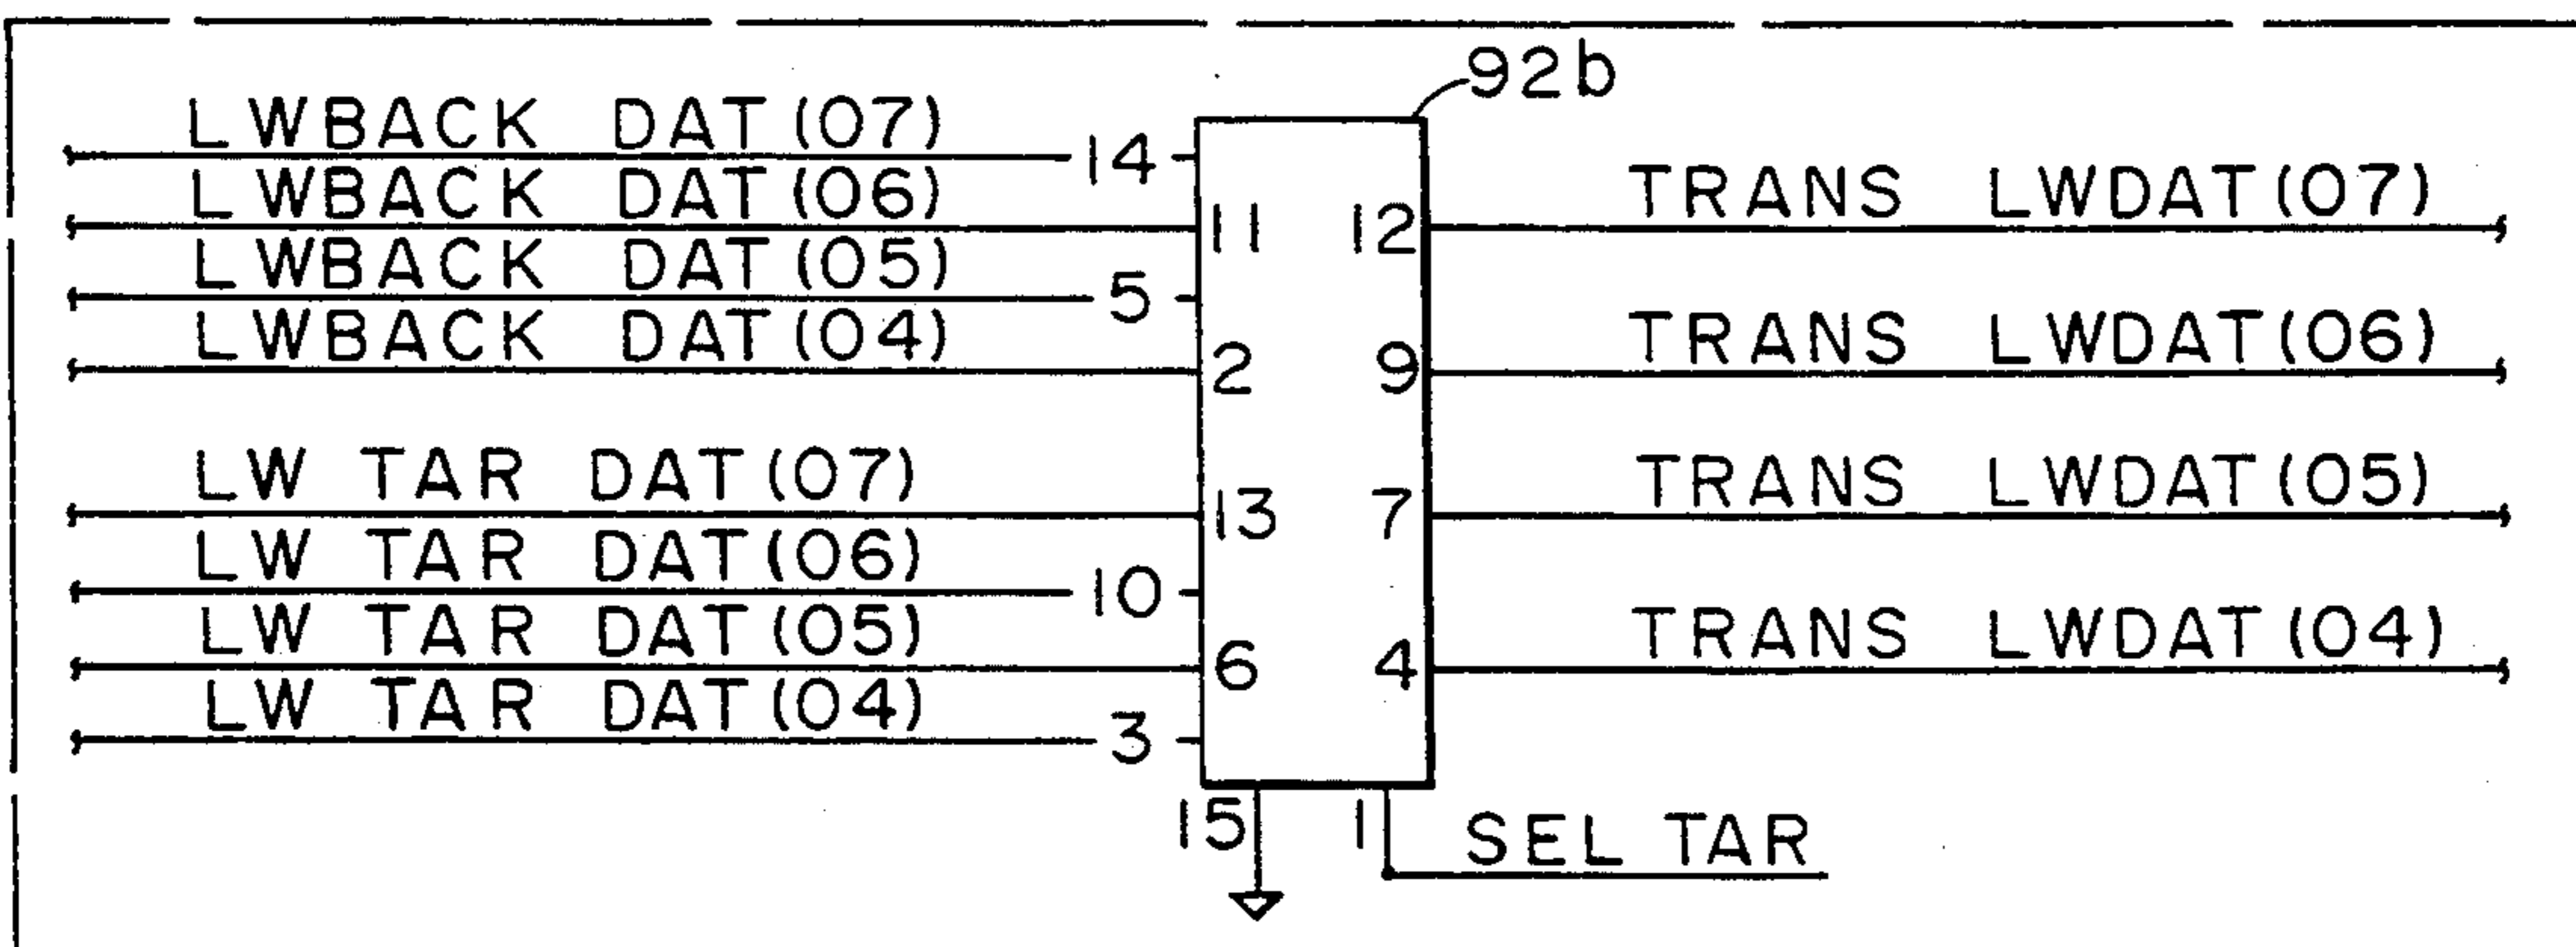 92b
LWBACK DAT(07)
14
LWBACK DAT(06)
11
LWBACK DAT(05)
5
LWBACK DAT(04)
2
LW TAR DAT(07)
13
LW TAR DAT(06)
10
LW TAR DAT(05)
6
LW TAR DAT(04)
3
12
TRANS LWDAT(07)
9
TRANS LWDAT(06)
7
TRANS LWDAT(05)
4
TRANS LWDAT(04)
15
1
SEL TAR